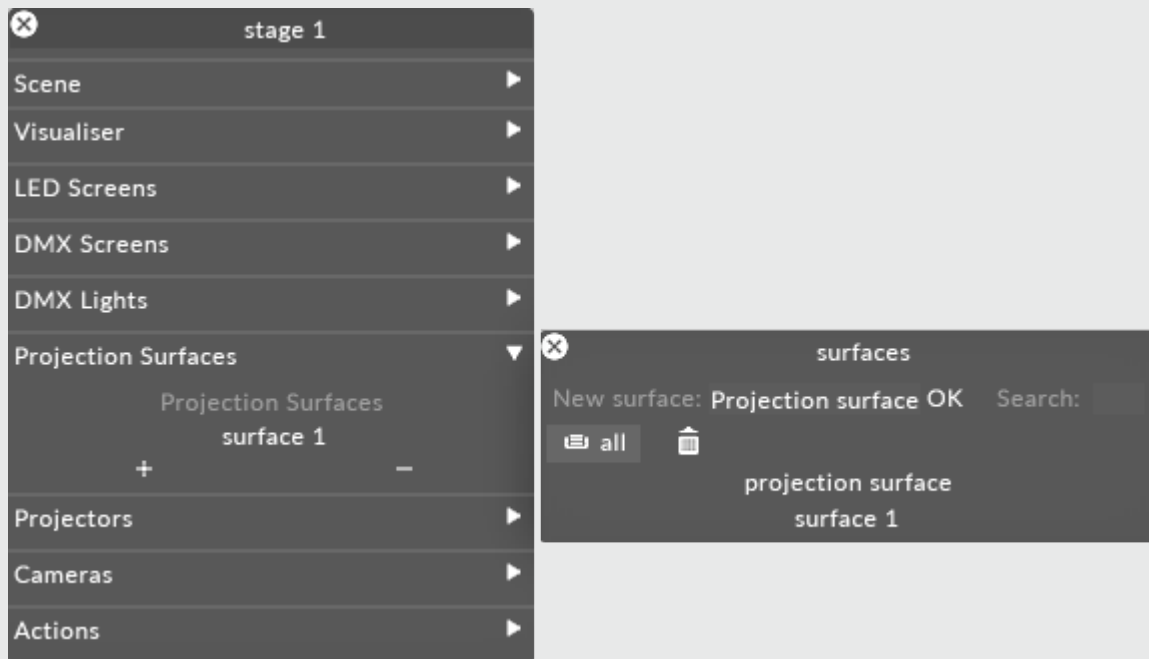 stage 1
Scene
Visualiser
LED Screens
DMX Screens
DMX Lights
Projection Surfaces
Projection Surfaces
surface 1
+ −
Projectors
Cameras
Actions
surfaces
New surface: Projection surface OK Search:
all
projection surface
surface 1